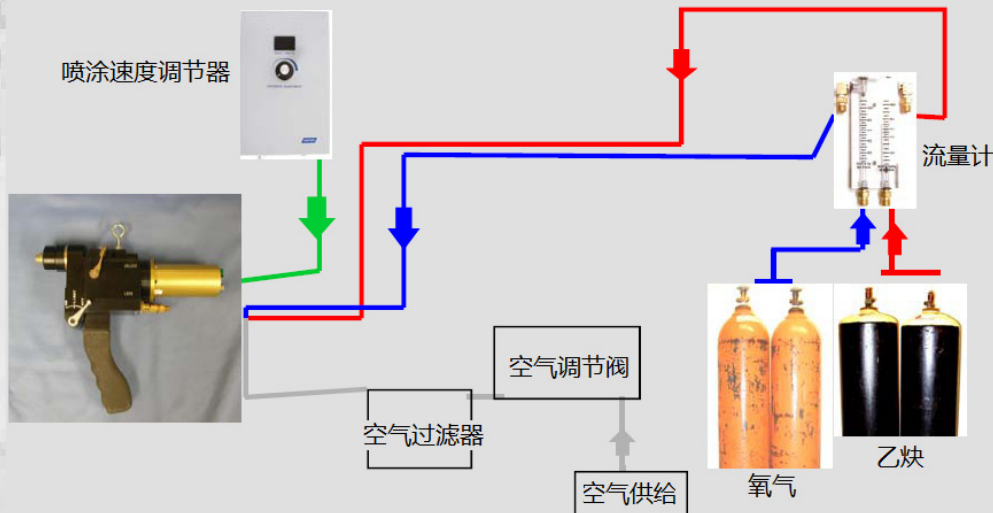 喷涂速度调节器
流量计
空气调节阀
空气过滤器
乙炔
氧气
空气供给